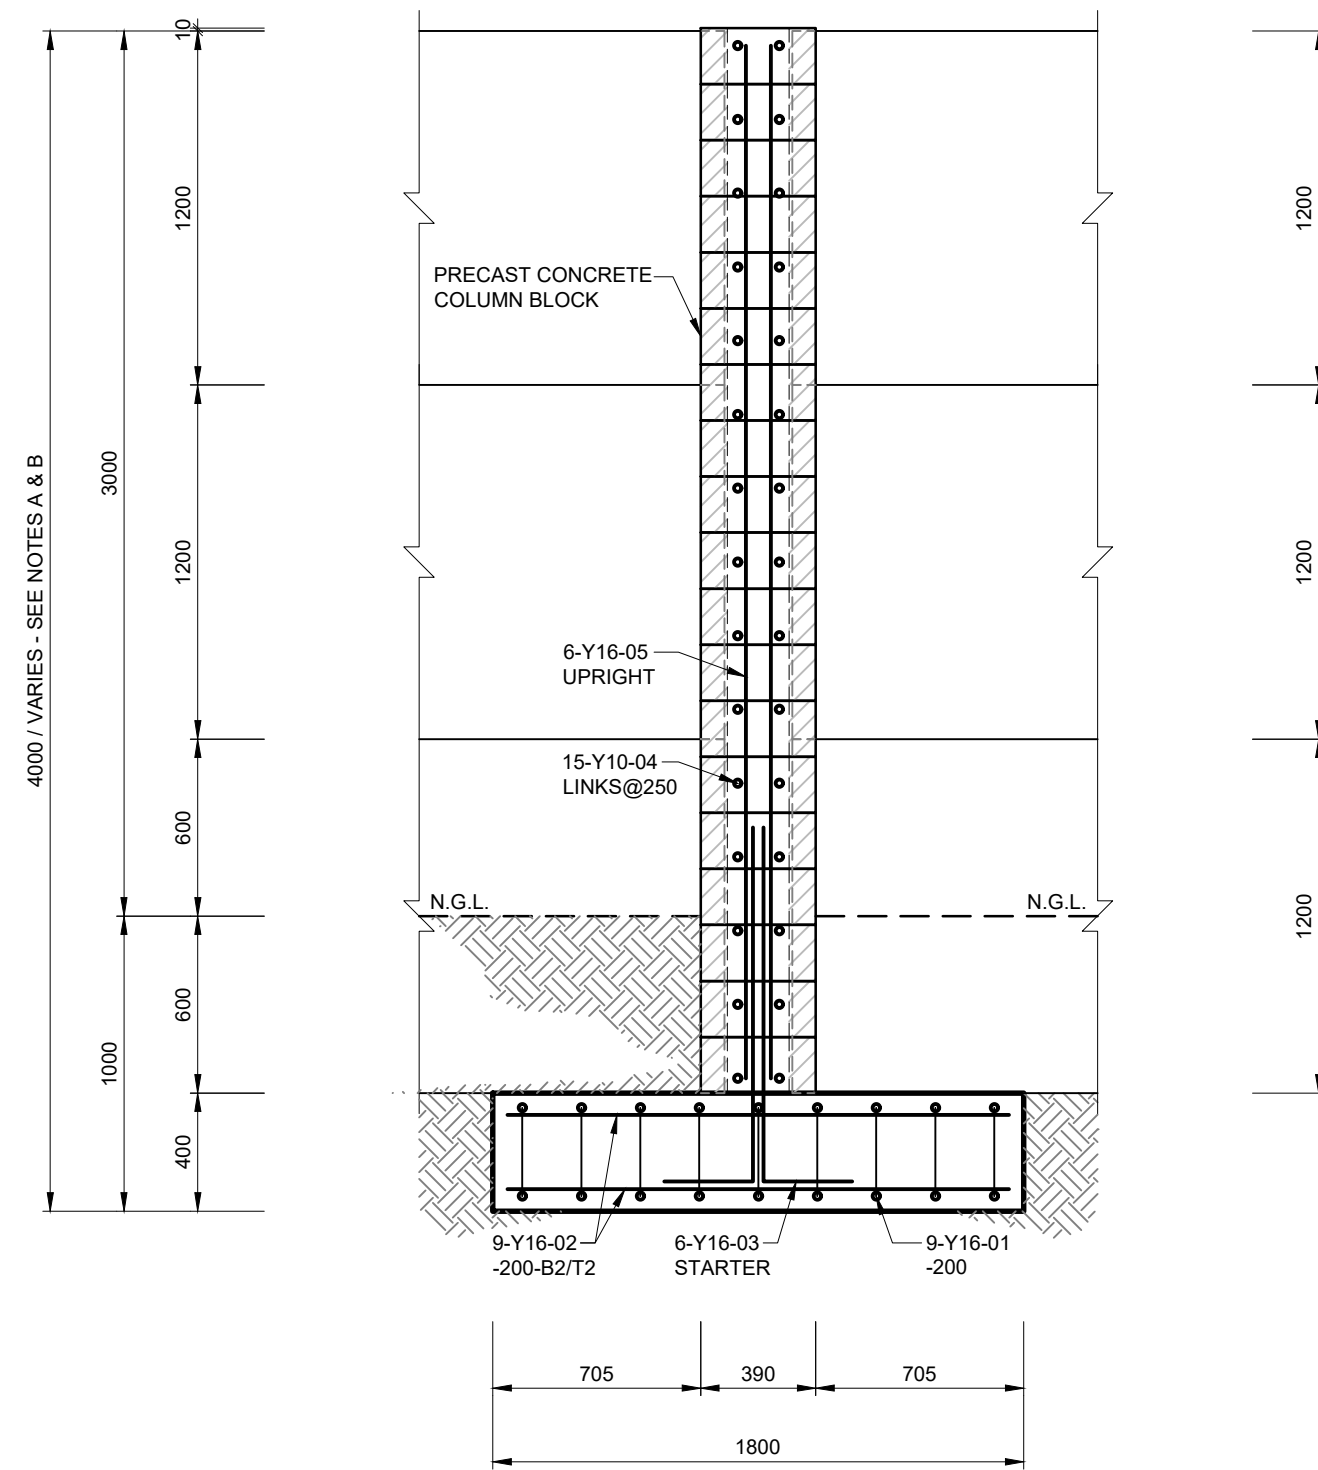 10
1200
1200
PRECAST CONCRETE
COLUMN BLOCK
4000 / VARIES - SEE NOTES A & B
3000
1200
1200
6-Y16-05
UPRIGHT
15-Y10-04
LINKS@250
600
N.G.L.
N.G.L.
1200
600
1000
400
9-Y16-02
-200-B2/T2
6-Y16-03
STARTER
9-Y16-01
-200
705
390
705
1800